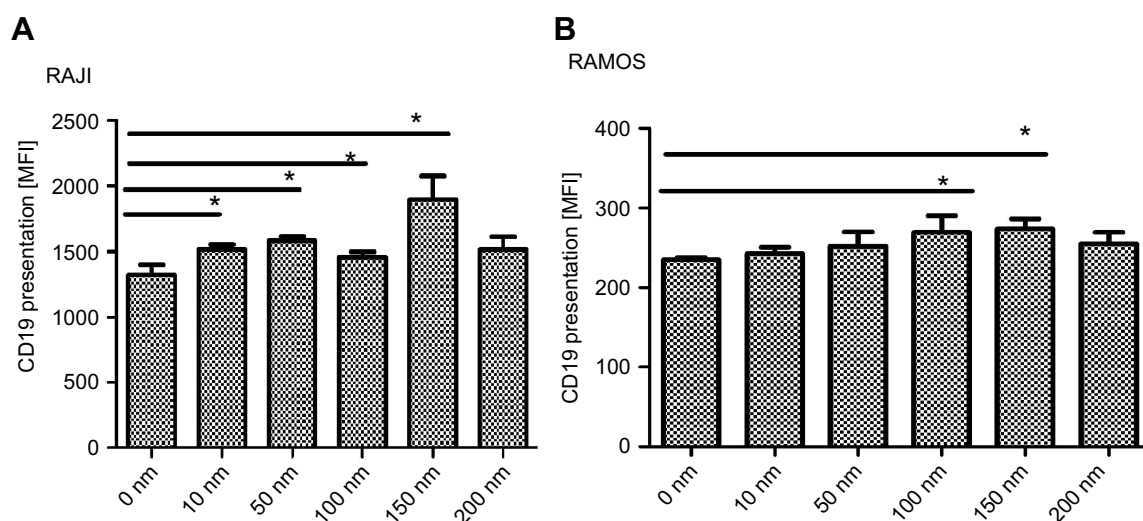 A
RAJI
CD19 presentation [MFI]
2500
2000
1500
1000
500
0
*
*
*
*
0 nm
10 nm
50 nm
100 nm
150 nm
200 nm
B
RAMOS
CD19 presentation [MFI]
400
300
200
100
0
*
*
0 nm
10 nm
50 nm
100 nm
150 nm
200 nm